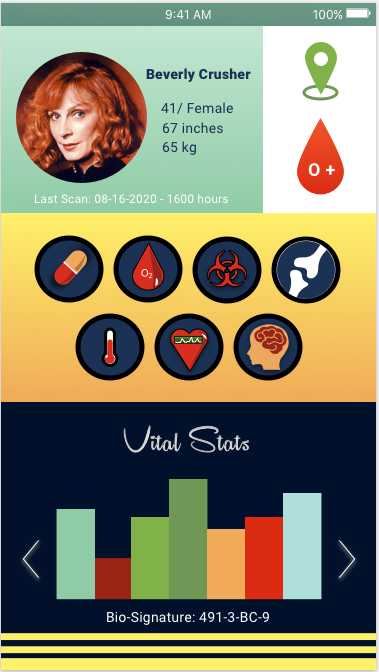 9:41 AM
100%
Beverly Crusher
41/ Female
67 inches
65 kg
O +
Last Scan: 08-16-2020 - 1600 hours
O2
Vital Stats
Bio-Signature: 491-3-BC-9